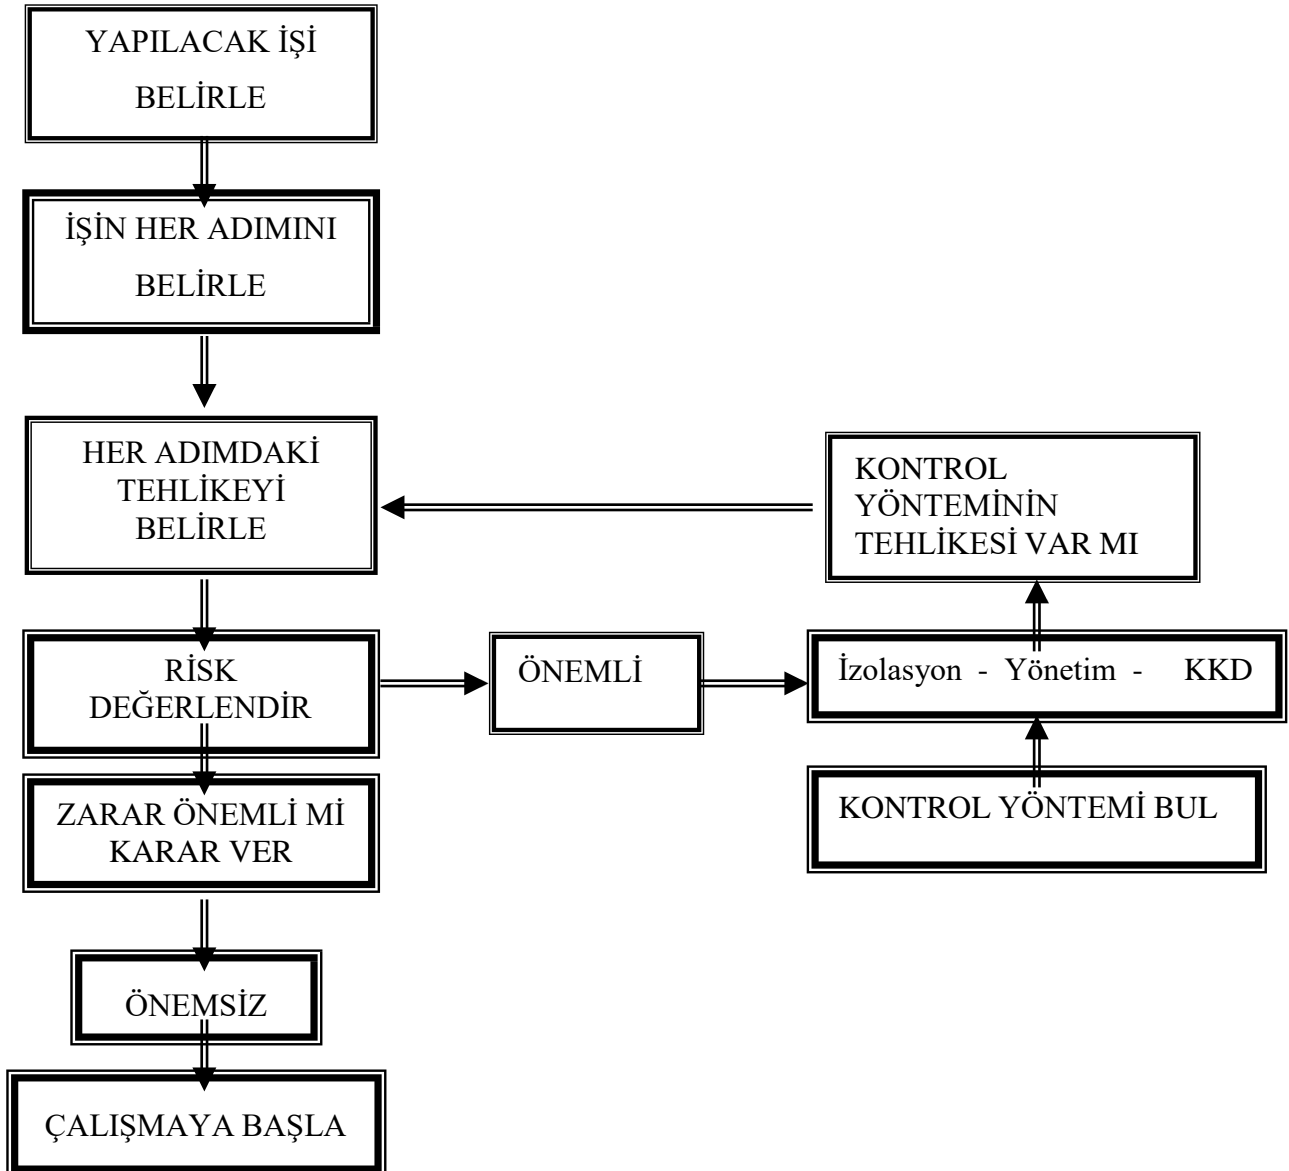 YAPILACAK İŞİ
BELİRLE
İŞİN HER ADIMINI
BELİRLE
HER ADIMDAKİ
TEHLİKEYİ
BELİRLE
KONTROL
YÖNTEMİNİN
TEHLİKESİ VAR MI
RİSK
DEĞERLENDİR
ÖNEMLİ
İzolasyon - Yönetim - KKD
ZARAR ÖNEMLİ Mİ
KARAR VER
KONTROL YÖNTEMİ BUL
ÖNEMSİZ
ÇALIŞMAYA BAŞLA